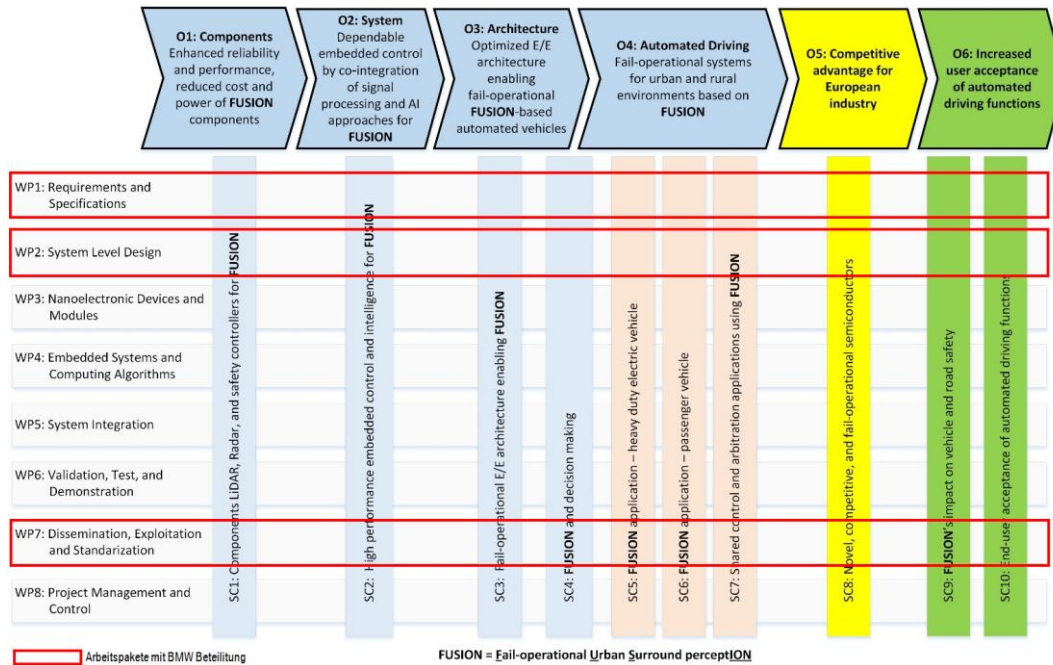 O1: Components
Enhanced reliability
and performance,
reduced cost and
power of FUSION
components
O2: System
Dependable
embedded control
by co-integration
of signal
processing and AI
approaches for
FUSION
O3: Architecture
Optimized E/E
architecture
enabling
fail-operational
FUSION-based
automated vehicles
O4: Automated Driving
Fail-operational systems
for urban and rural
environments based on
FUSION
O5: Competitive
advantage for
European
industry
O6: Increased
user acceptance
of automated
driving functions
WP1: Requirements and
Specifications
WP2: System Level Design
WP3: Nanoelectronic Devices and
Modules
WP4: Embedded Systems and
Computing Algorithms
WP5: System Integration
WP6: Validation, Test, and
Demonstration
WP7: Dissemination, Exploitation
and Standarization
WP8: Project Management and
Control
SC1: Components LiDAR, Radar, and safety controllers for FUSION
SC2: High performance embedded control and intelligence for FUSION
SC3: Fail-operational E/E architecture enabling FUSION
SC4: FUSION and decision making
SC5: FUSION application – heavy duty electric vehicle
SC6: FUSION application – passenger vehicle
SC7: Shared control and arbitration applications using FUSION
SC8: Novel, competitive, and fail-operational semiconductors
SC9: FUSION's impact on vehicle and road safety
SC10: End-user acceptance of automated driving functions
Arbeitspakete mit BMW Beteilitung
FUSION = Fail-operational Urban Surround perceptION